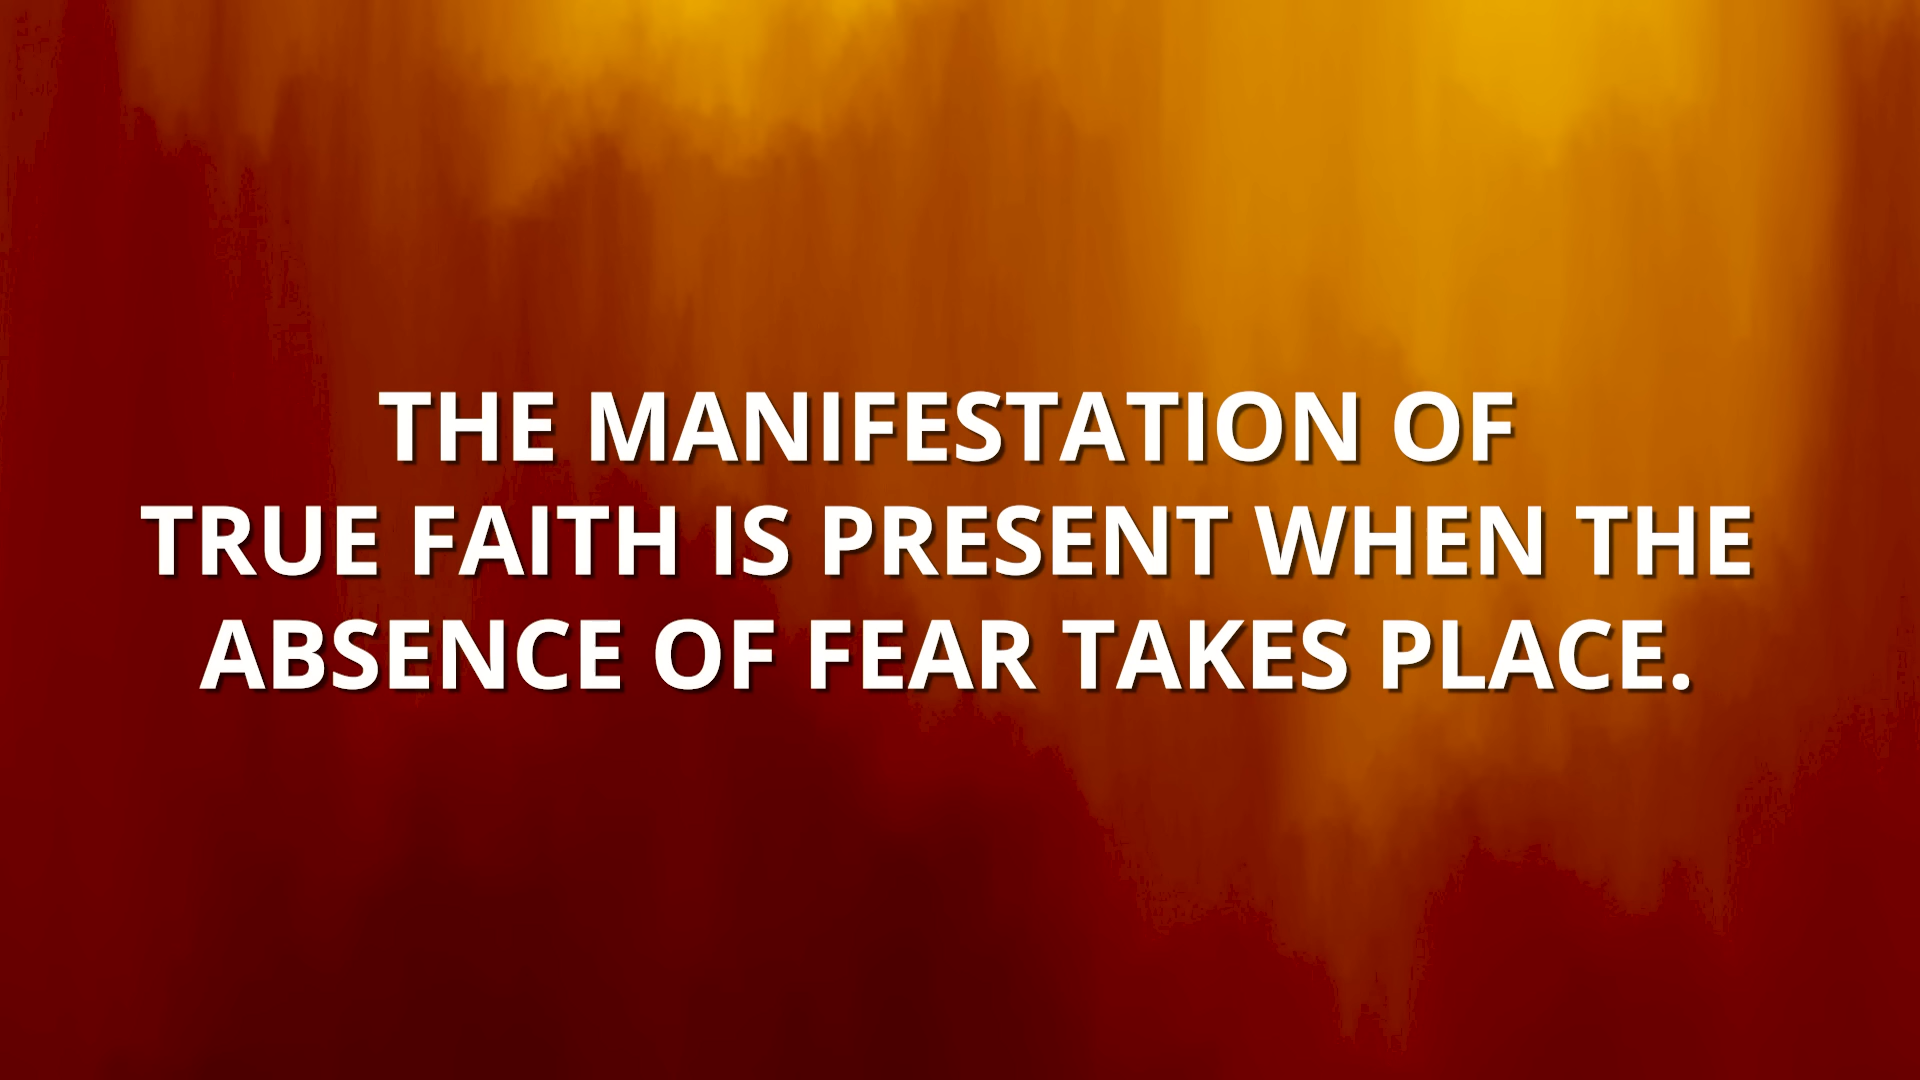 THE MANIFESTATION OF
TRUE FAITH IS PRESENT WHEN THE
ABSENCE OF FEAR TAKES PLACE.